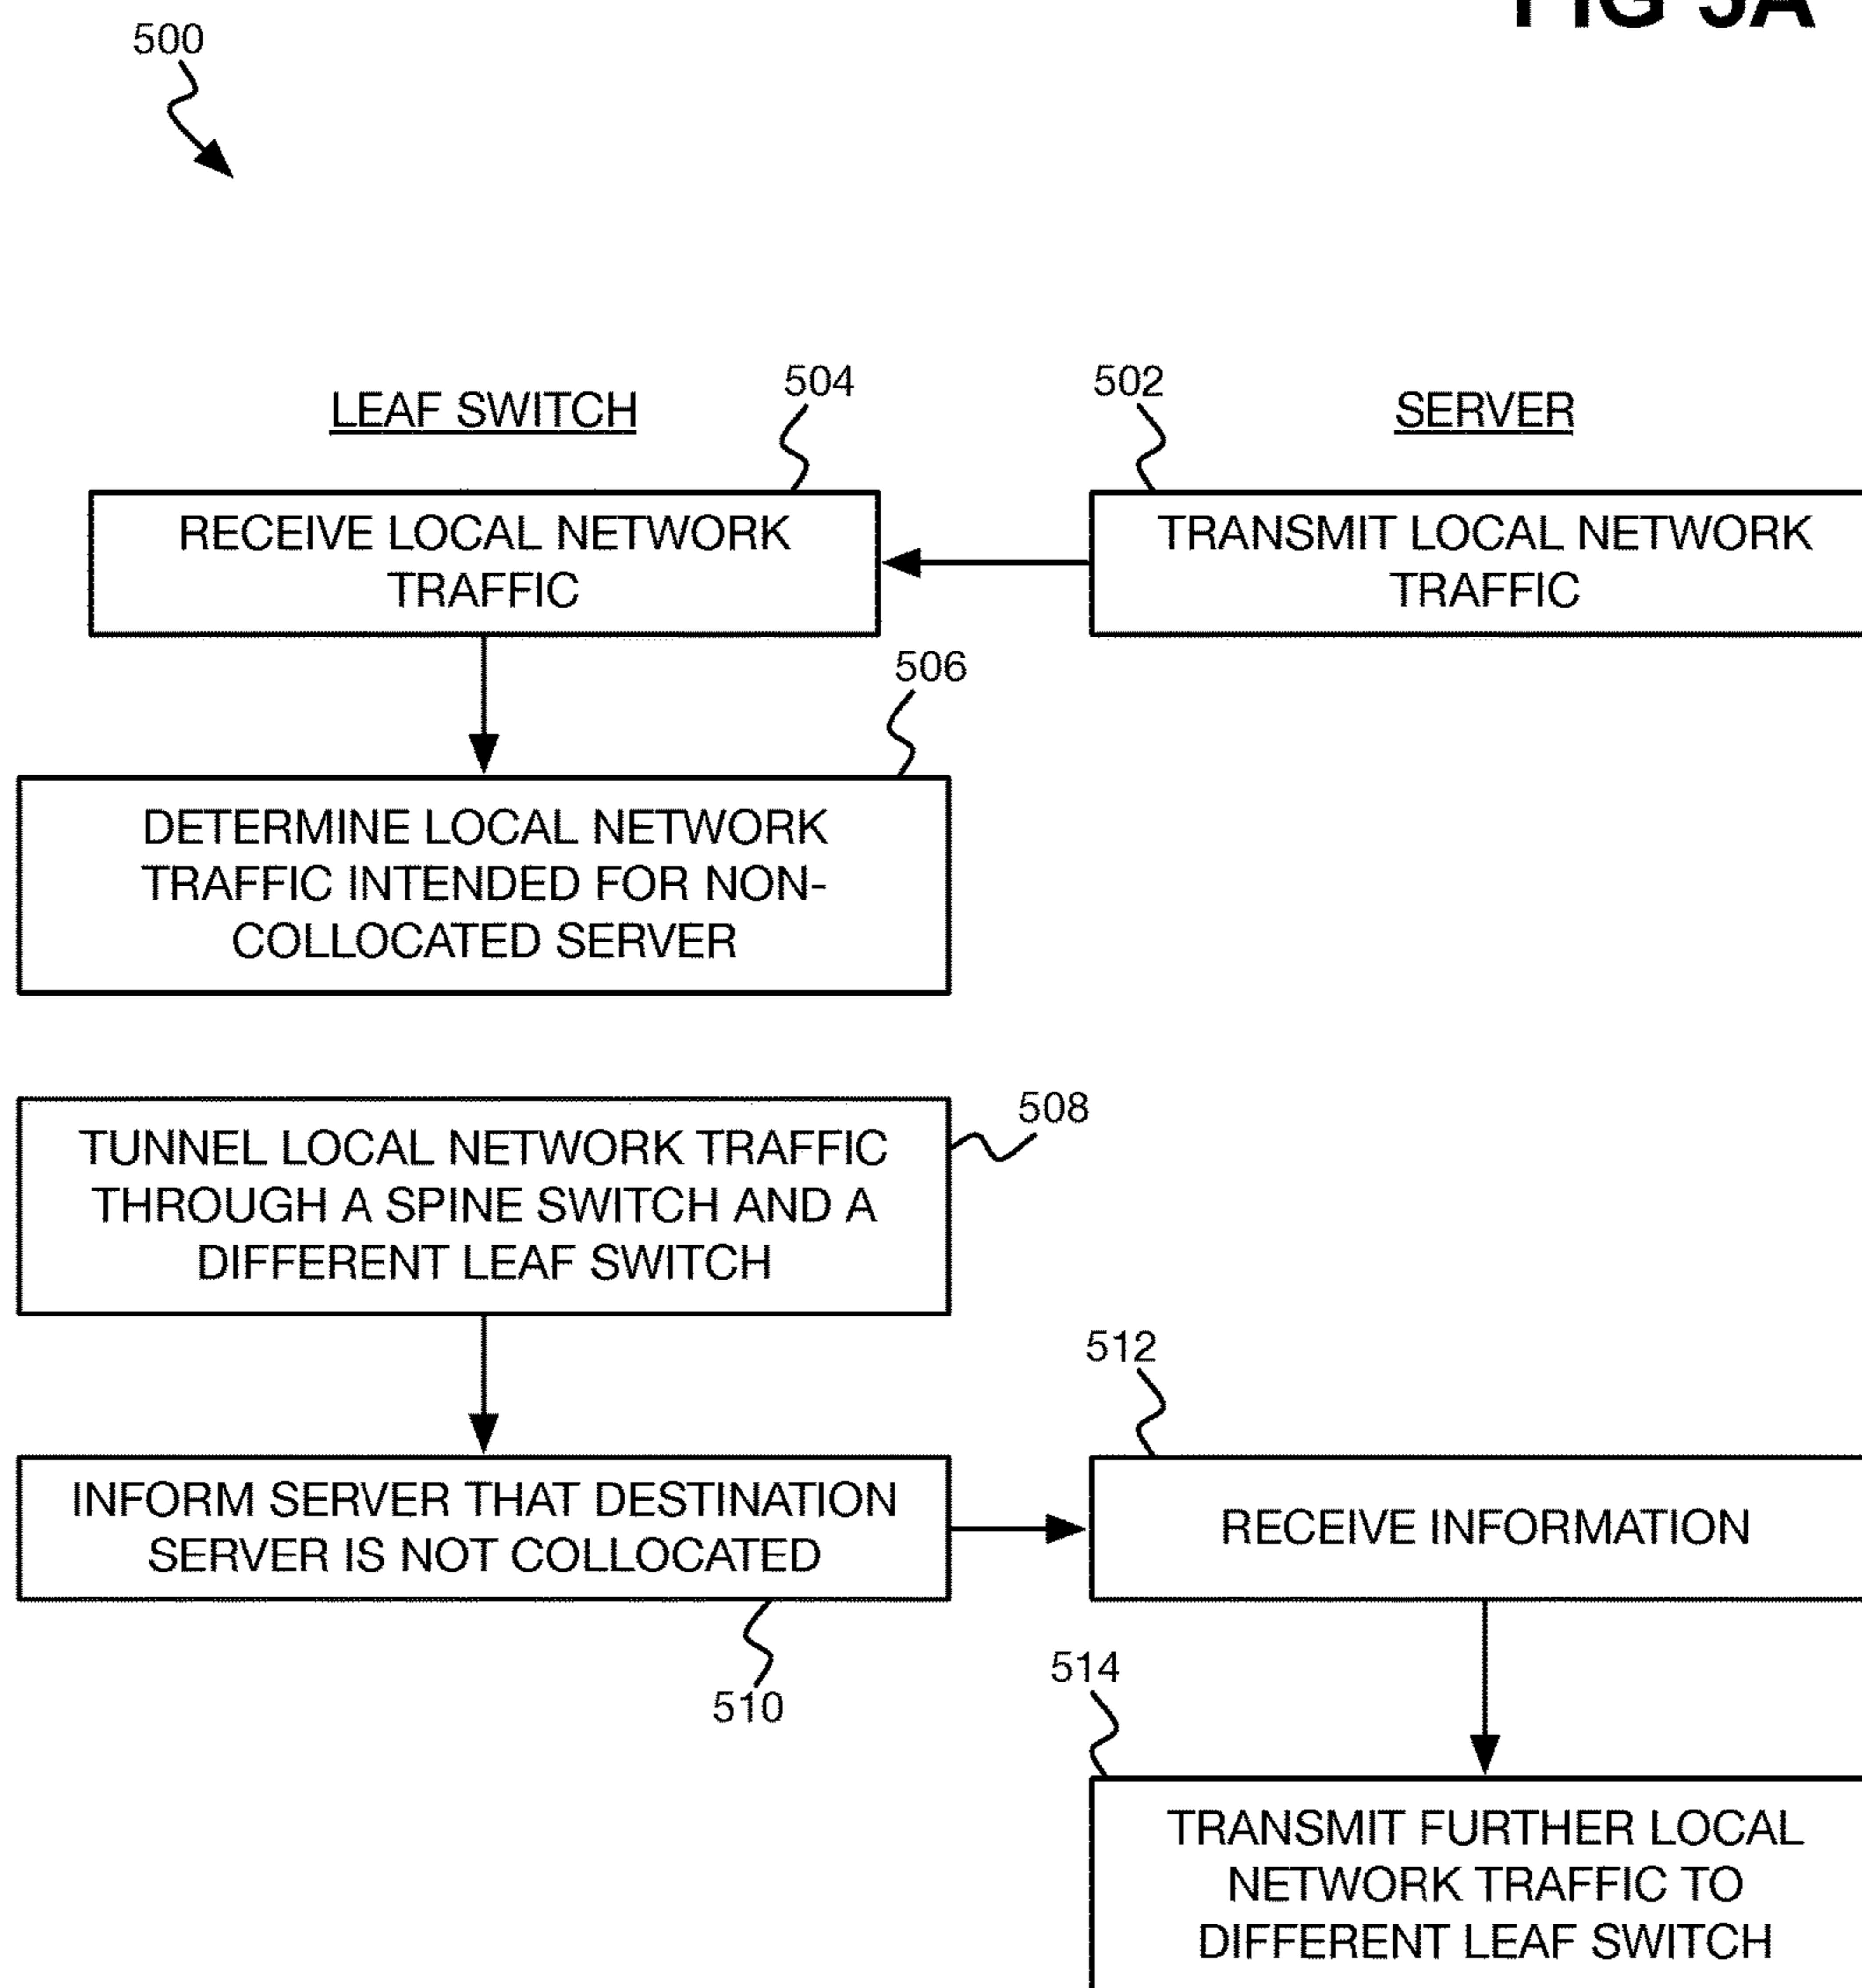 FIG 5A
500
504
502
LEAF SWITCH
SERVER
RECEIVE LOCAL NETWORK
TRAFFIC
TRANSMIT LOCAL NETWORK
TRAFFIC
506
DETERMINE LOCAL NETWORK
TRAFFIC INTENDED FOR NON-
COLLOCATED SERVER
508
TUNNEL LOCAL NETWORK TRAFFIC
THROUGH A SPINE SWITCH AND A
DIFFERENT LEAF SWITCH
512
INFORM SERVER THAT DESTINATION
SERVER IS NOT COLLOCATED
RECEIVE INFORMATION
510
514
TRANSMIT FURTHER LOCAL
NETWORK TRAFFIC TO
DIFFERENT LEAF SWITCH